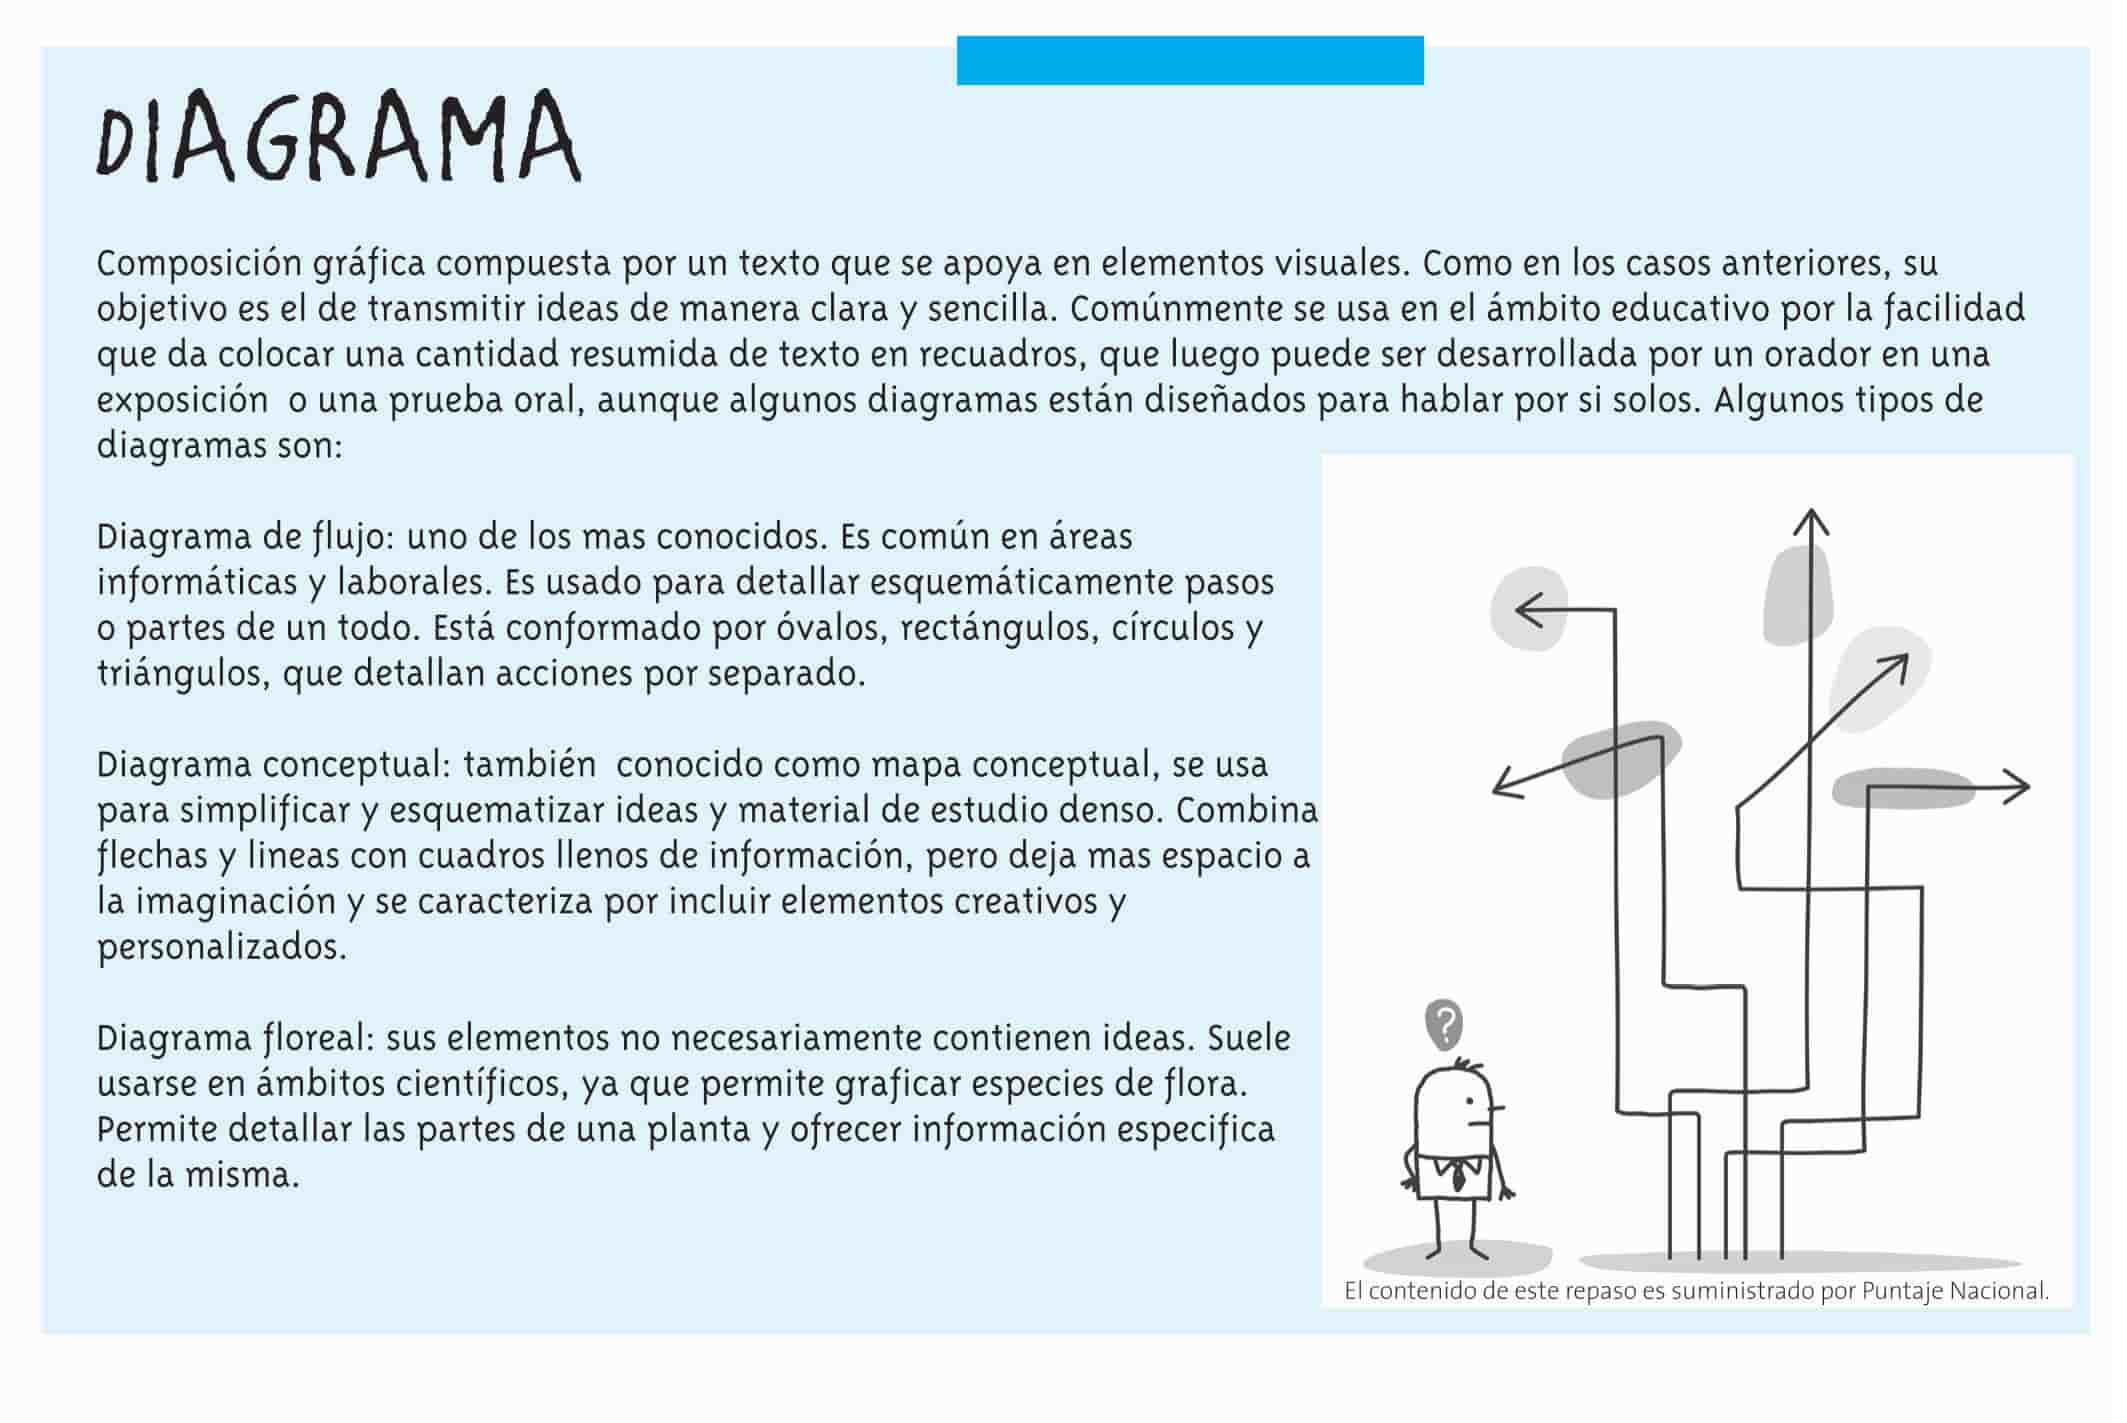 DIAGRAMA
Composición gráfica compuesta por un texto que se apoya en elementos visuales. Como en los casos anteriores, su
objetivo es el de transmitir ideas de manera clara y sencilla. Comúnmente se usa en el ámbito educativo por la facilidad
que da colocar una cantidad resumida de texto en recuadros, que luego puede ser desarrollada por un orador en una
exposición  o una prueba oral, aunque algunos diagramas están diseñados para hablar por si solos. Algunos tipos de
diagramas son:
Diagrama de flujo: uno de los mas conocidos. Es común en áreas
informáticas y laborales. Es usado para detallar esquemáticamente pasos
o partes de un todo. Está conformado por óvalos, rectángulos, círculos y
triángulos, que detallan acciones por separado.
Diagrama conceptual: también  conocido como mapa conceptual, se usa
para simplificar y esquematizar ideas y material de estudio denso. Combina
flechas y lineas con cuadros llenos de información, pero deja mas espacio a
la imaginación y se caracteriza por incluir elementos creativos y
personalizados.
Diagrama floreal: sus elementos no necesariamente contienen ideas. Suele
usarse en ámbitos científicos, ya que permite graficar especies de flora.
Permite detallar las partes de una planta y ofrecer información especifica
de la misma.
?
El contenido de este repaso es suministrado por Puntaje Nacional.